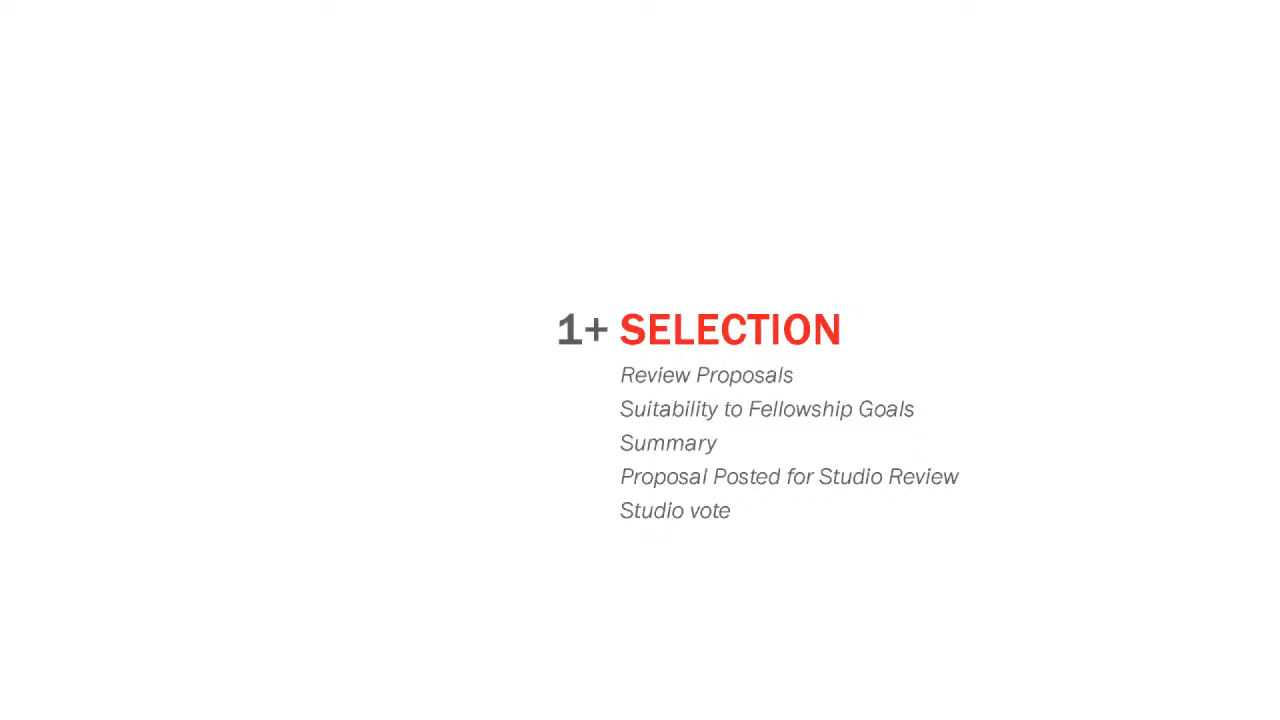 1+ SELECTION
Review Proposals
Suitability to Fellowship Goals
Summary
Proposal Posted for Studio Review
Studio vote